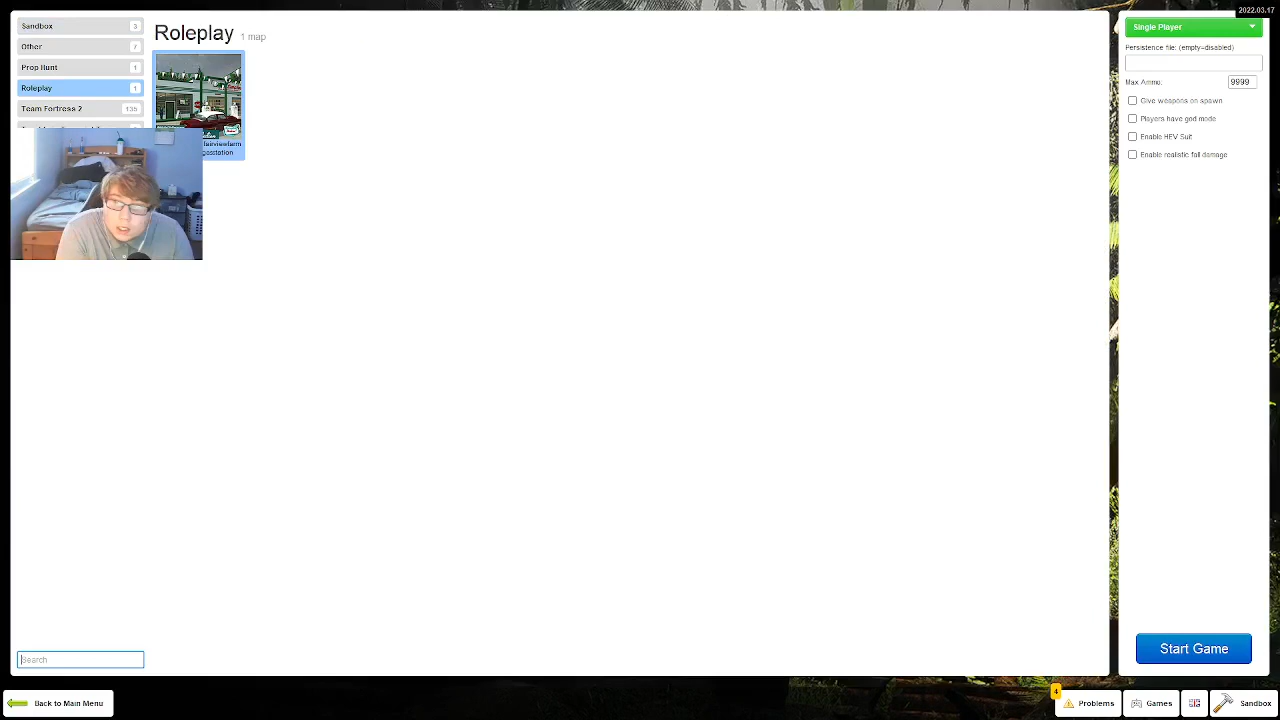 2022.03.17
Sandbox 3
Other 7
Prop Hunt 1
Roleplay 1
Team Fortress 2 135
Roleplay 1 map
fairviewfarm
gasstation
Search
Single Player
Persistence file: (empty=disabled)
Max Ammo: 9999
Give weapons on spawn
Players have god mode
Enable HEV Suit
Enable realistic fall damage
Start Game
Back to Main Menu
4
Problems
Games
Sandbox